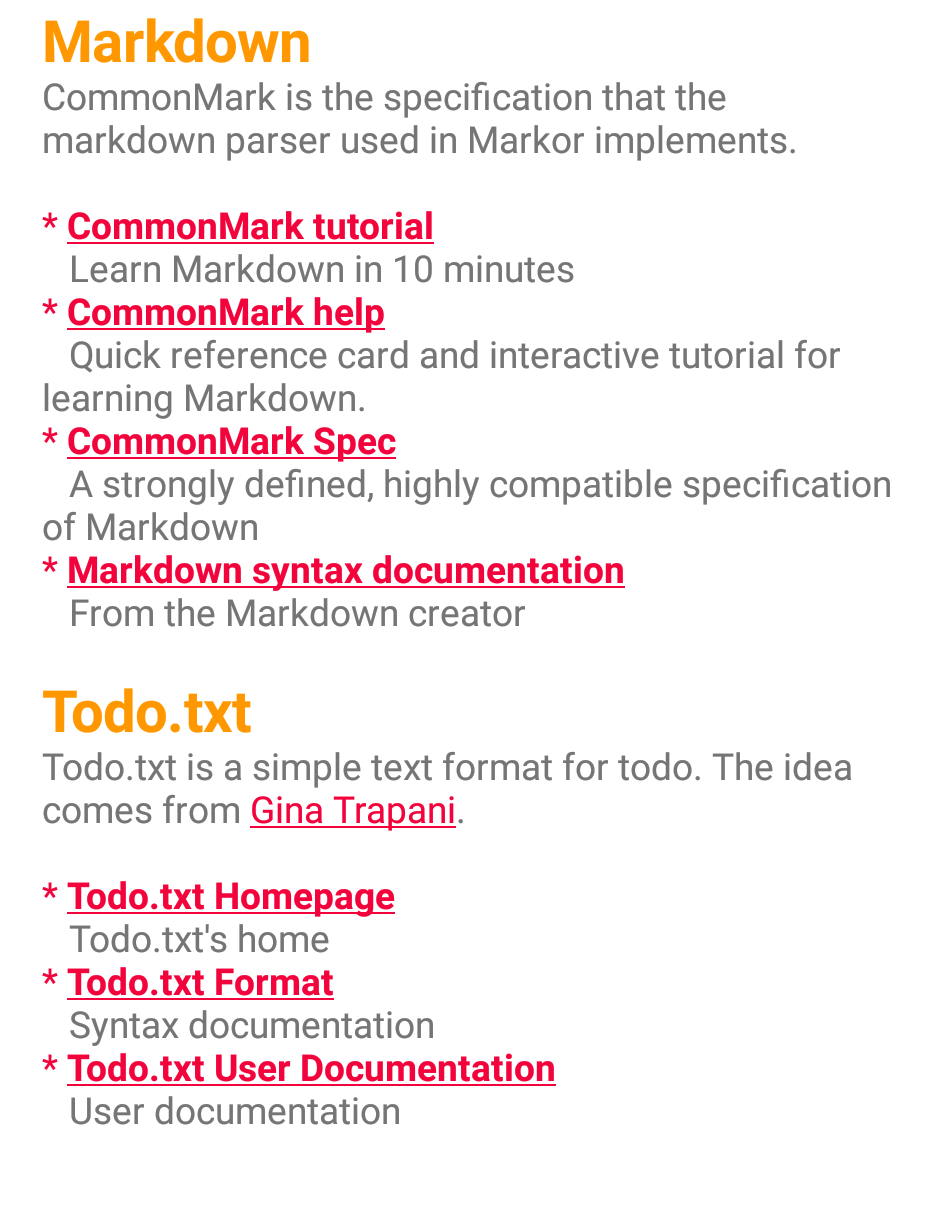 Markdown
CommonMark is the specification that the
markdown parser used in Markor implements.
* CommonMark tutorial
Learn Markdown in 10 minutes
* CommonMark help
Quick reference card and interactive tutorial for
learning Markdown.
* CommonMark Spec
A strongly defined, highly compatible specification
of Markdown
* Markdown syntax documentation
From the Markdown creator
Todo.txt
Todo.txt is a simple text format for todo. The idea
comes from Gina Trapani.
* Todo.txt Homepage
Todo.txt's home
* Todo.txt Format
Syntax documentation
* Todo.txt User Documentation
User documentation